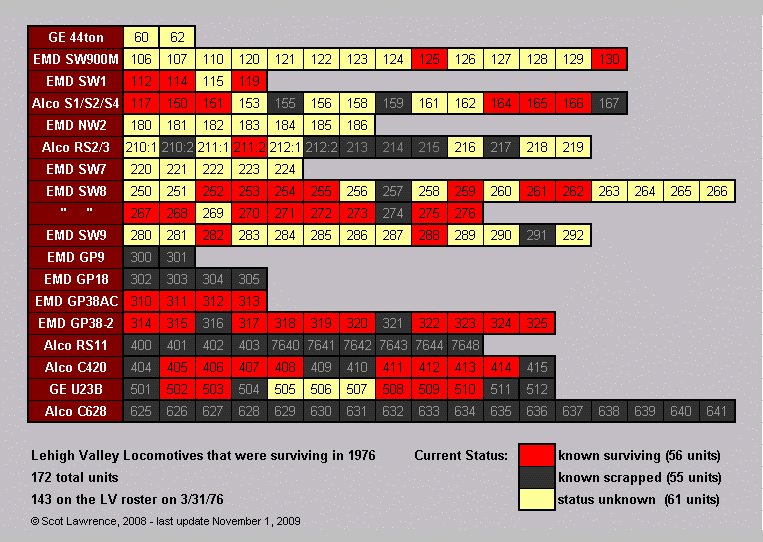 GE 44ton 60 62
EMD SW900M 106 107 110 120 121 122 123 124 125 126 127 128 129 130
EMD SW1 112 114 115 119
Alco S1/S2/S4 117 150 151 153 155 156 158 159 161 162 164 165 166 167
EMD NW2 180 181 182 183 184 185 186
Alco RS2/3 210:1 210:2 211:1 211:2 212:1 212:2 213 214 215 216 217 218 219
EMD SW7 220 221 222 223 224
EMD SW8 250 251 252 253 254 255 256 257 258 259 260 261 262 263 264 265 266
" " 267 268 269 270 271 272 273 274 275 276
EMD SW9 280 281 282 283 284 285 286 287 288 289 290 291 292
EMD GP9 300 301
EMD GP18 302 303 304 305
EMD GP38AC 310 311 312 313
EMD GP38-2 314 315 316 317 318 319 320 321 322 323 324 325
Alco RS11 400 401 402 403 7640 7641 7642 7643 7644 7648
Alco C420 404 405 406 407 408 409 410 411 412 413 414 415
GE U23B 501 502 503 504 505 506 507 508 509 510 511 512
Alco C628 625 626 627 628 629 630 631 632 633 634 635 636 637 638 639 640 641
Lehigh Valley Locomotives that were surviving in 1976
172 total units
143 on the LV roster on 3/31/76
© Scot Lawrence, 2008 - last update November 1, 2009
Current Status:
known surviving (56 units)
known scrapped (55 units)
status unknown (61 units)